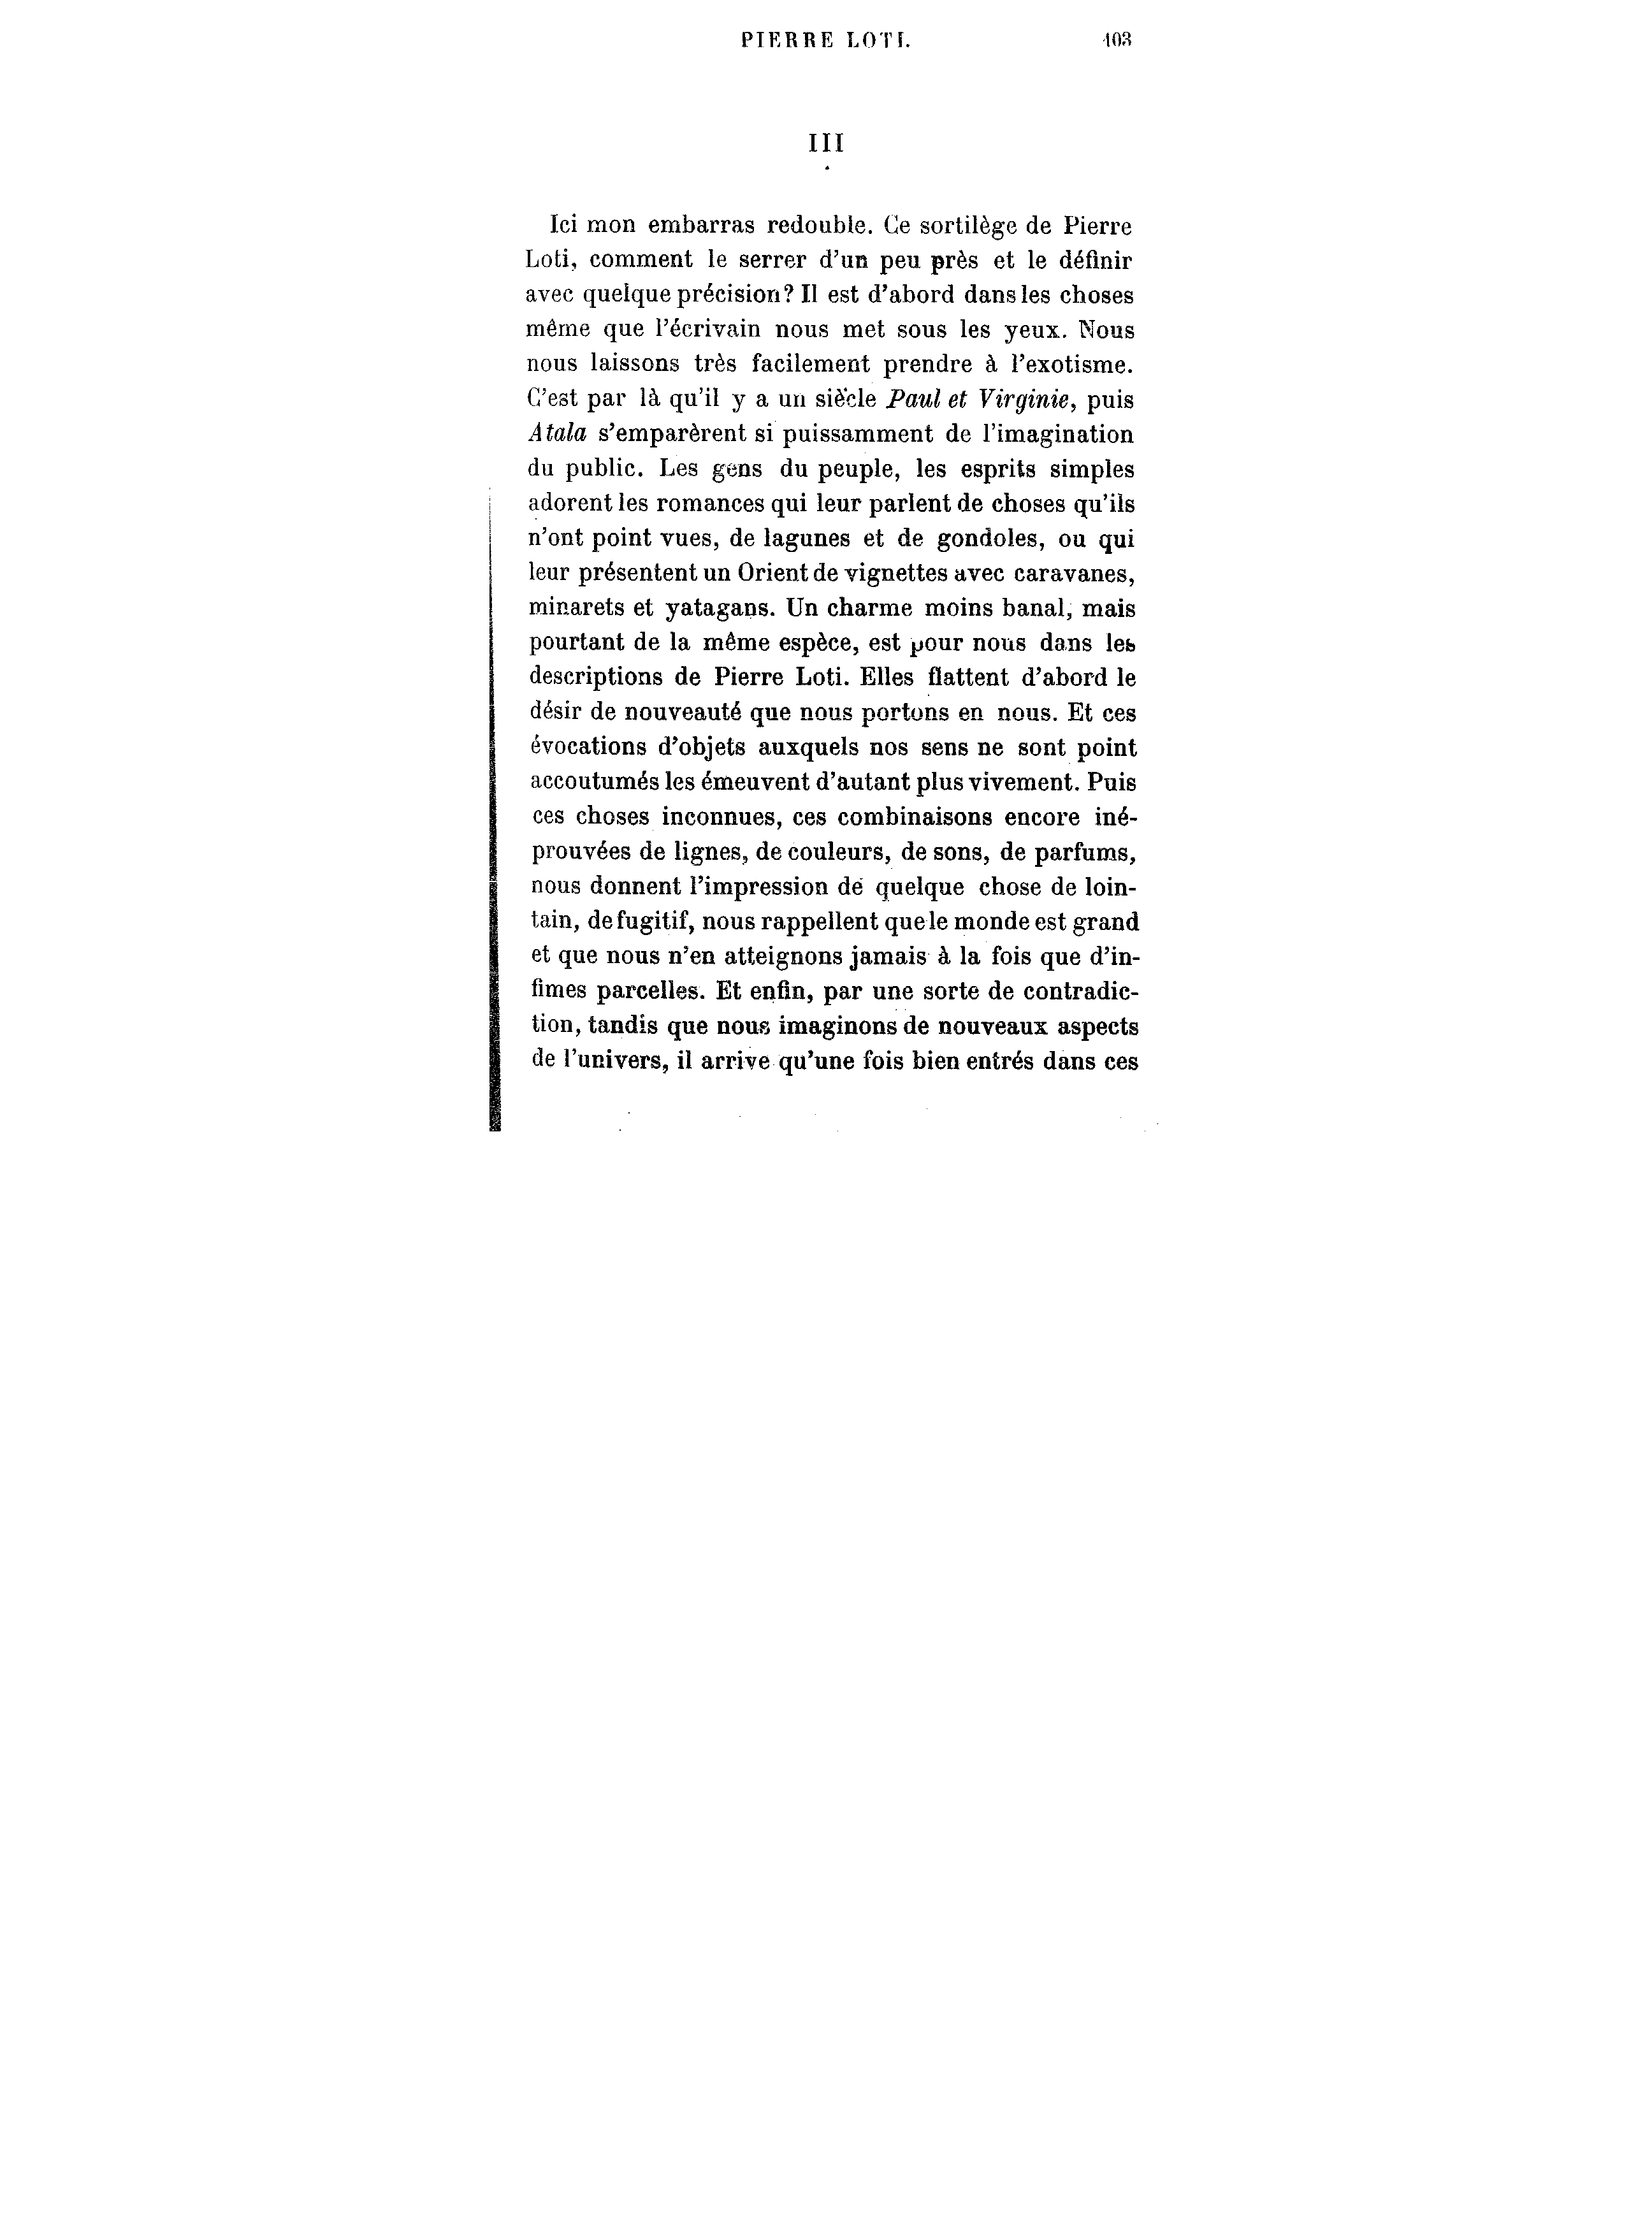 PIERRE LOTI. 103
III
Ici mon embarras redouble. Ce sortilège de Pierre
Loti, comment le serrer d'un peu près et le définir
avec quelque précision? Il est d'abord dans les choses
même que l'écrivain nous met sous les yeux. Nous
nous laissons très facilement prendre à l'exotisme.
C'est par là qu'il y a un siècle Paul et Virginie, puis
Atala s'emparèrent si puissamment de l'imagination
du public. Les gens du peuple, les esprits simples
adorent les romances qui leur parlent de choses qu'ils
n'ont point vues, de lagunes et de gondoles, ou qui
leur présentent un Orient de vignettes avec caravanes,
minarets et yatagans. Un charme moins banal, mais
pourtant de la même espèce, est pour nous dans les
descriptions de Pierre Loti. Elles flattent d'abord le
désir de nouveauté que nous portons en nous. Et ces
évocations d'objets auxquels nos sens ne sont point
accoutumés les émeuvent d'autant plus vivement. Puis
ces choses inconnues, ces combinaisons encore iné-
prouvées de lignes, de couleurs, de sons, de parfums,
nous donnent l'impression de quelque chose de loin-
tain, de fugitif, nous rappellent que le monde est grand
et que nous n'en atteignons jamais à la fois que d'in-
fimes parcelles. Et enfin, par une sorte de contradic-
tion, tandis que nous imaginons de nouveaux aspects
de l'univers, il arrive qu'une fois bien entrés dans ces